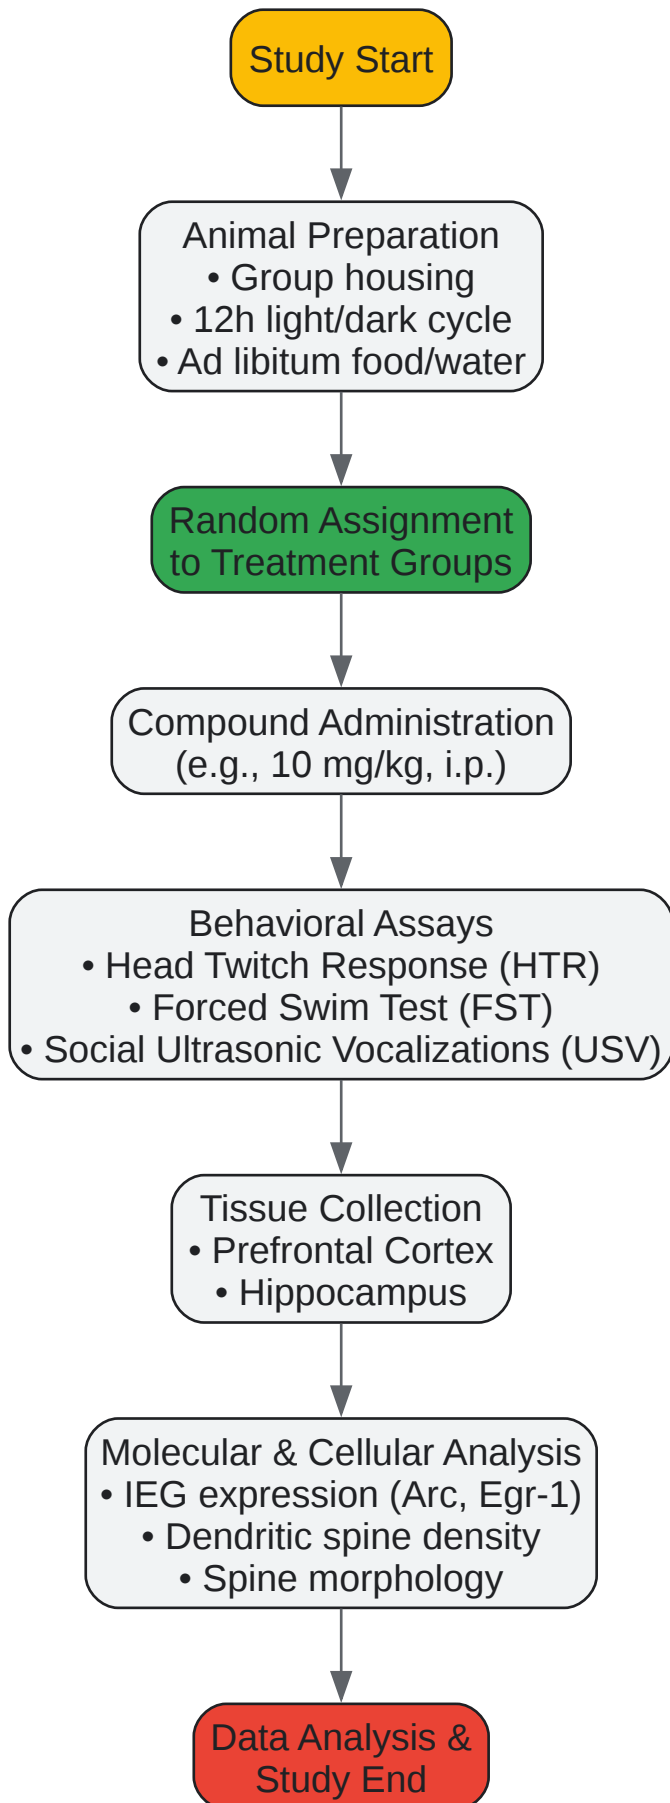 Study Start
Animal Preparation
• Group housing
• 12h light/dark cycle
• Ad libitum food/water
Random Assignment
to Treatment Groups
Compound Administration
(e.g., 10 mg/kg, i.p.)
Behavioral Assays
• Head Twitch Response (HTR)
• Forced Swim Test (FST)
• Social Ultrasonic Vocalizations (USV)
Tissue Collection
• Prefrontal Cortex
• Hippocampus
Molecular & Cellular Analysis
• IEG expression (Arc, Egr-1)
• Dendritic spine density
• Spine morphology
Data Analysis &
Study End